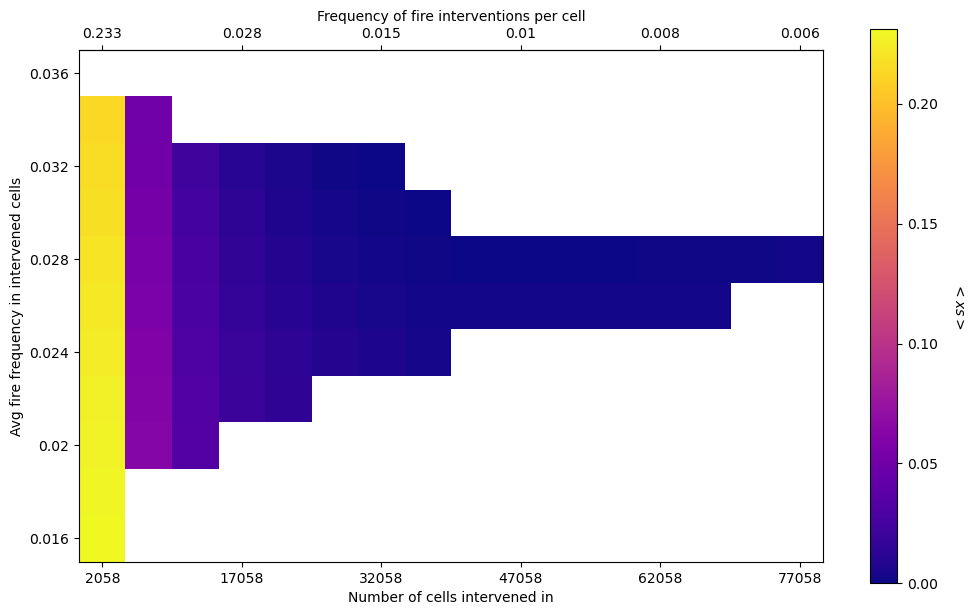 Frequency of fire interventions per cell
0.233 0.028 0.015 0.01 0.008 0.006
Avg fire frequency in intervened cells
0.036
0.032
0.028
0.024
0.02
0.016
2058 17058 32058 47058 62058 77058
Number of cells intervened in
0.20
0.15
0.10
0.05
0.00
< sx >